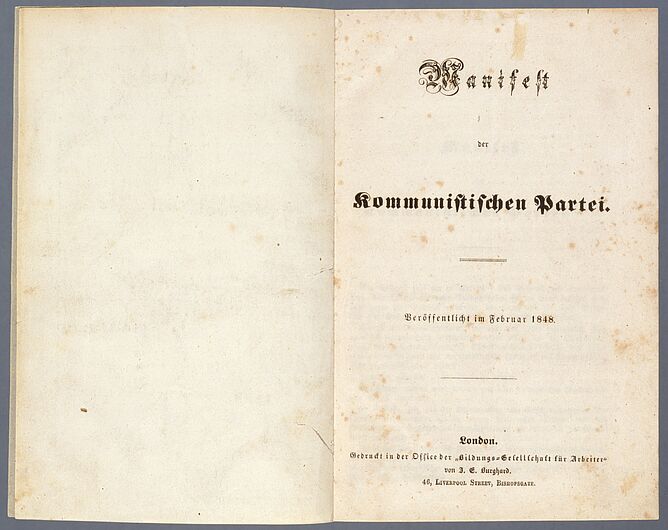 Manifest
der
Kommunistischen Partei.
Veröffentlicht im Februar 1848.
London.
Gedruckt in der Office der „Bildungs-Gesellschaft für Arbeiter"
von J. E. Burghard.
46, Liverpool Street, Bishopsgate.